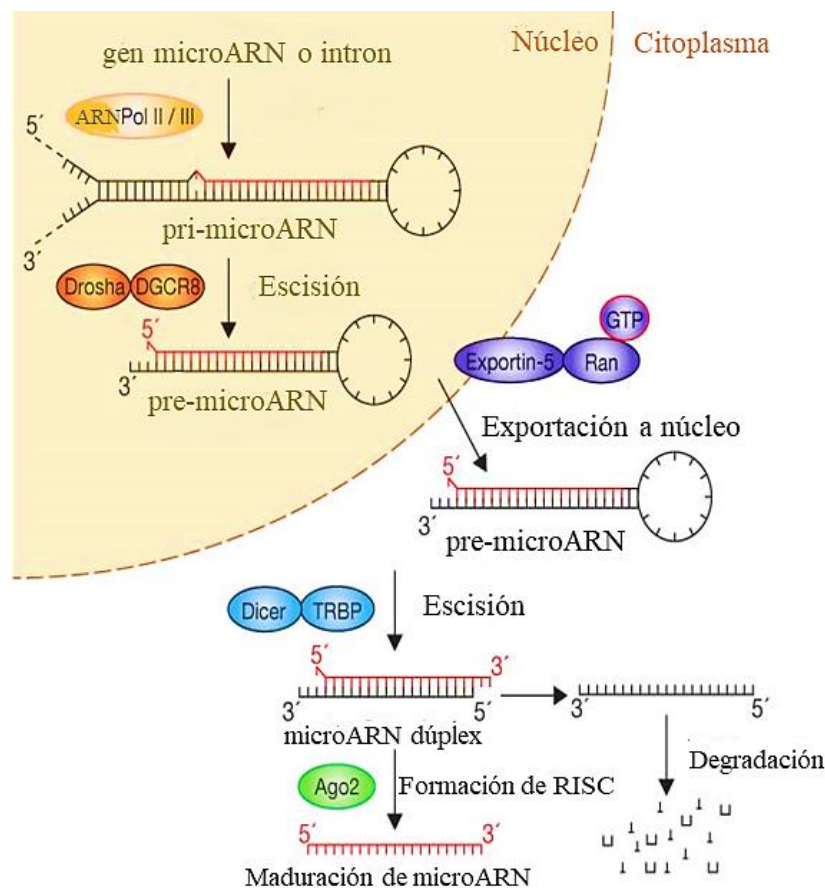 Núcleo
Citoplasma
gen microARN o intron
ARNPol II / III
5´
3´
pri-microARN
Drosha
DGCR8
Escisión
5´
3´
pre-microARN
GTP
Exportin-5
Ran
Exportación a núcleo
5´
3´
pre-microARN
Dicer
TRBP
Escisión
5´
3´
3´
5´
microARN dúplex
3´
5´
Degradación
Ago2
Formación de RISC
5´
3´
Maduración de microARN